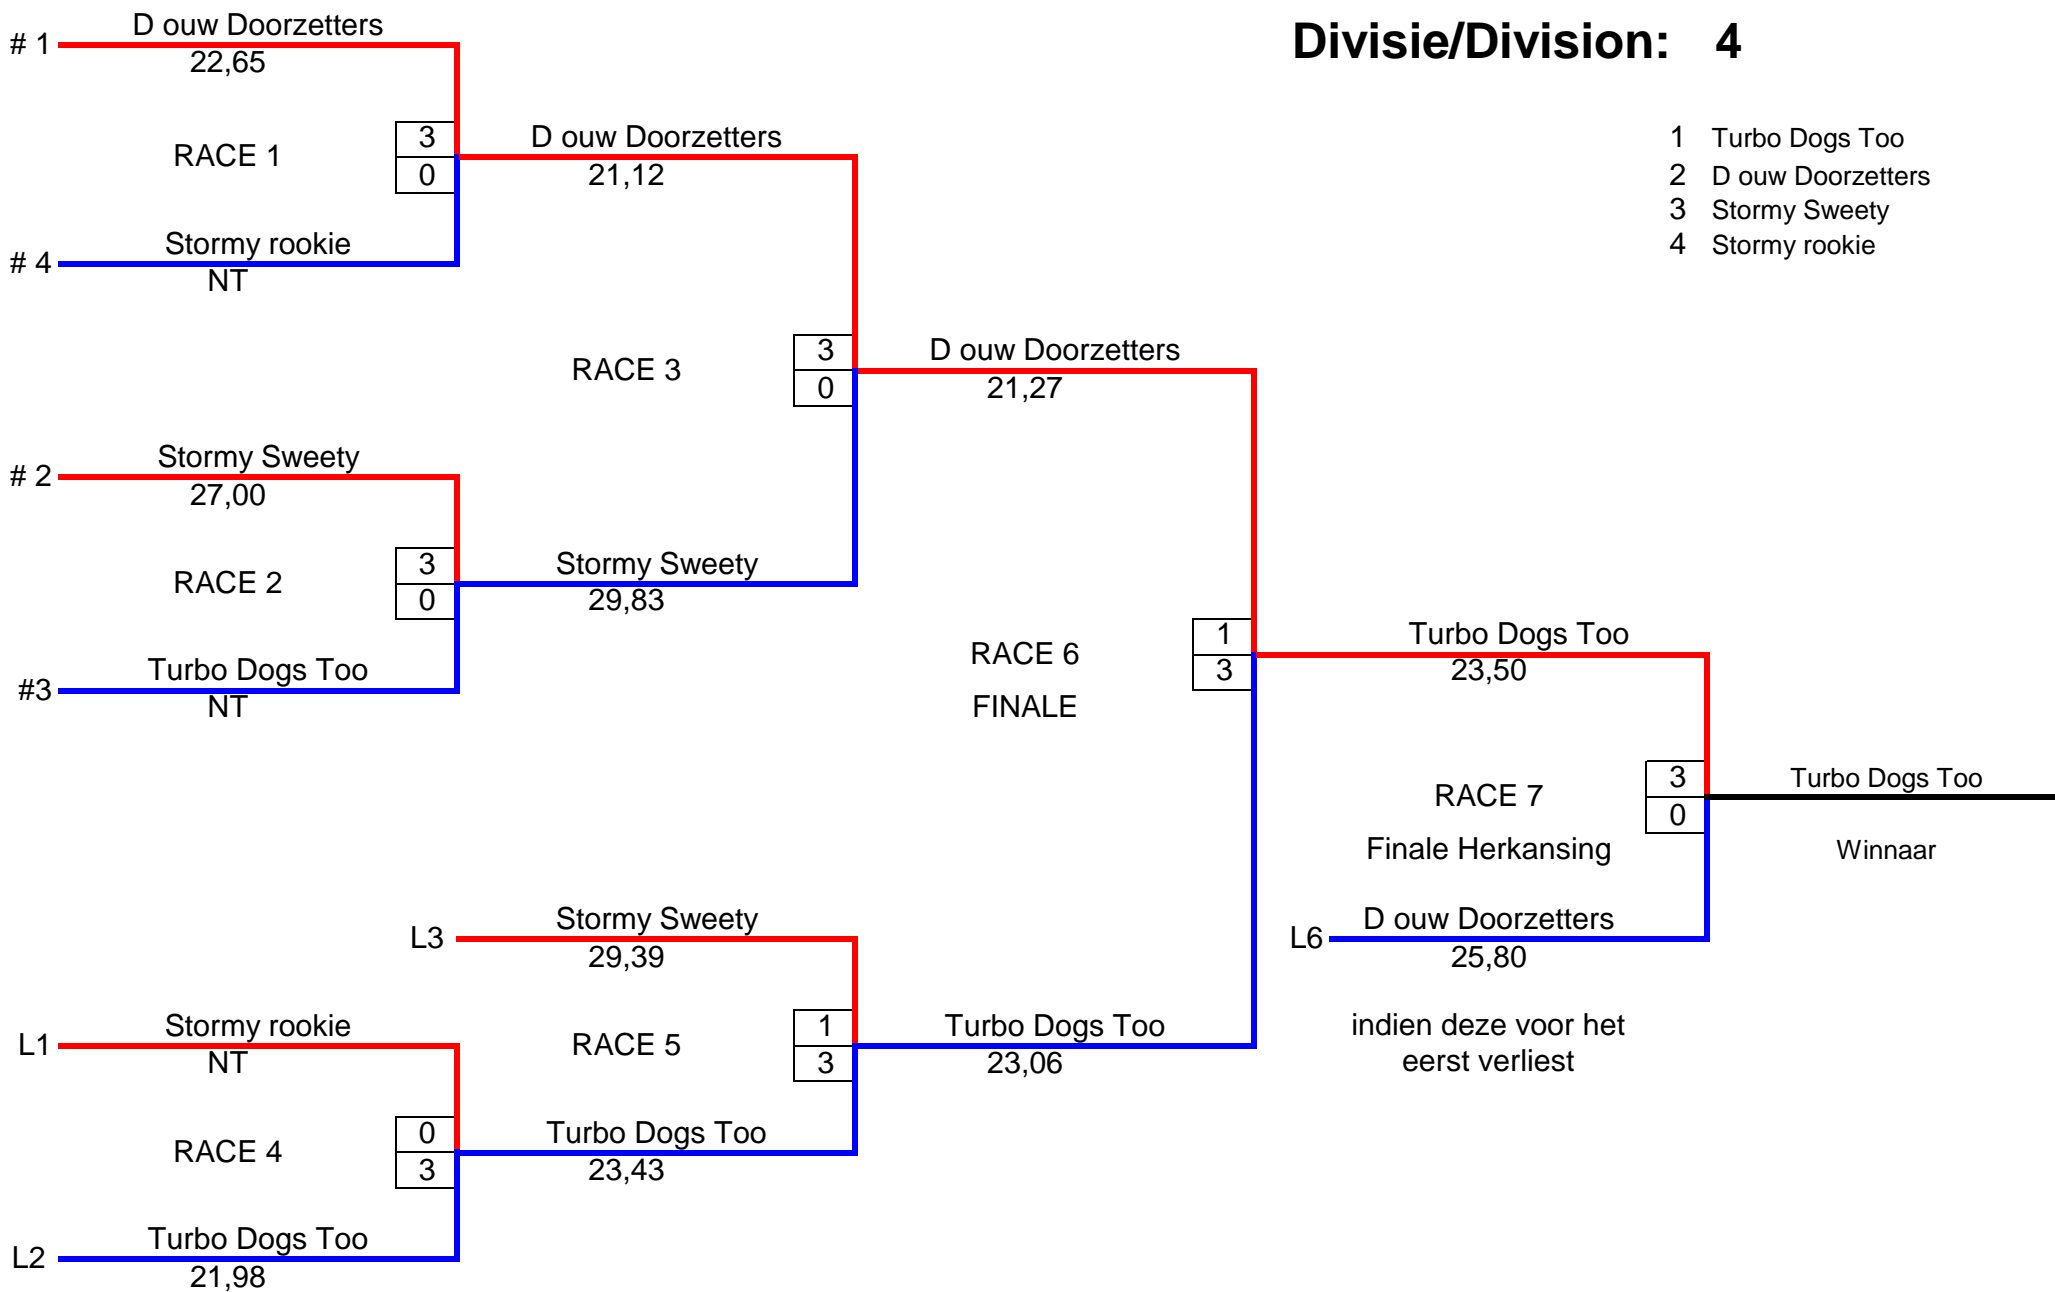 Divisie/Division: 4
1 Turbo Dogs Too
2 D ouw Doorzetters
3 Stormy Sweety
4 Stormy rookie
# 1
D ouw Doorzetters
22,65
RACE 1
3
0
# 4
Stormy rookie
NT
D ouw Doorzetters
21,12
RACE 3
3
0
# 2
Stormy Sweety
27,00
RACE 2
3
0
#3
Turbo Dogs Too
NT
Stormy Sweety
29,83
D ouw Doorzetters
21,27
RACE 6
FINALE
1
3
Turbo Dogs Too
23,50
RACE 7
Finale Herkansing
3
0
Turbo Dogs Too
Winnaar
L6
D ouw Doorzetters
25,80
indien deze voor het
eerst verliest
L3
Stormy Sweety
29,39
RACE 5
1
3
Turbo Dogs Too
23,06
L1
Stormy rookie
NT
RACE 4
0
3
Turbo Dogs Too
23,43
L2
Turbo Dogs Too
21,98